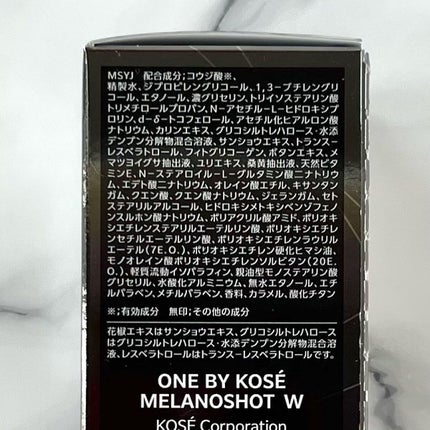 MSYJ 配合成分;コウジ酸※、
精製水、ジプロピレングリコール、1,3-ブチレングリ
コール、エタノール、濃グリセリン、トリイソステアリン酸
トリメチロールプロパン、N-アセチル-L-ヒドロキシプ
ロリン、d-δ-トコフェロール、アセチル化ヒアルロン酸
ナトリウム、カリンエキス、グリコシルトレハロース・水添
デンプン分解物混合溶液、サンショウエキス、トランス-
レスベラトロール、フィトグリコーゲン、ボタンエキス、メ
マツヨイグサ抽出液、ユリエキス、桑黄抽出液、天然ビタ
ミンE、N-ステアロイル-L-グルタミン酸二ナトリウ
ム、エデト酸二ナトリウム、オレイン酸エチル、キサンタン
ガム、クエン酸、クエン酸ナトリウム、ジェランガム、セト
ステアリルアルコール、ヒドロキシメトキシベンゾフェノ
ンスルホン酸ナトリウム、ポリアクリル酸アミド、ポリオキ
シエチレンステアリルエーテルリン酸、ポリオキシエチ
レンセチルエーテルリン酸、ポリオキシエチレンラウリル
エーテル(7E.O.)、ポリオキシエチレン硬化ヒマシ油、
モノオレイン酸ポリオキシエチレンソルビタン(20E.
O.)、軽質流動イソパラフィン、親油型モノステアリン酸
グリセリル、水酸化アルミニウム、無水エタノール、エチ
ルパラベン、メチルパラベン、香料、カラメル、酸化チタン
※;有効成分 無印;その他の成分
花椒エキスはサンショウエキス、グリコシルトレハロース
はグリコシルトレハロース・水添デンプン分解物混合溶
液、レスベラトロールはトランス-レスベラトロールです。
ONE BY KOSÉ
MELANOSHOT W
KOSÉ Corporation